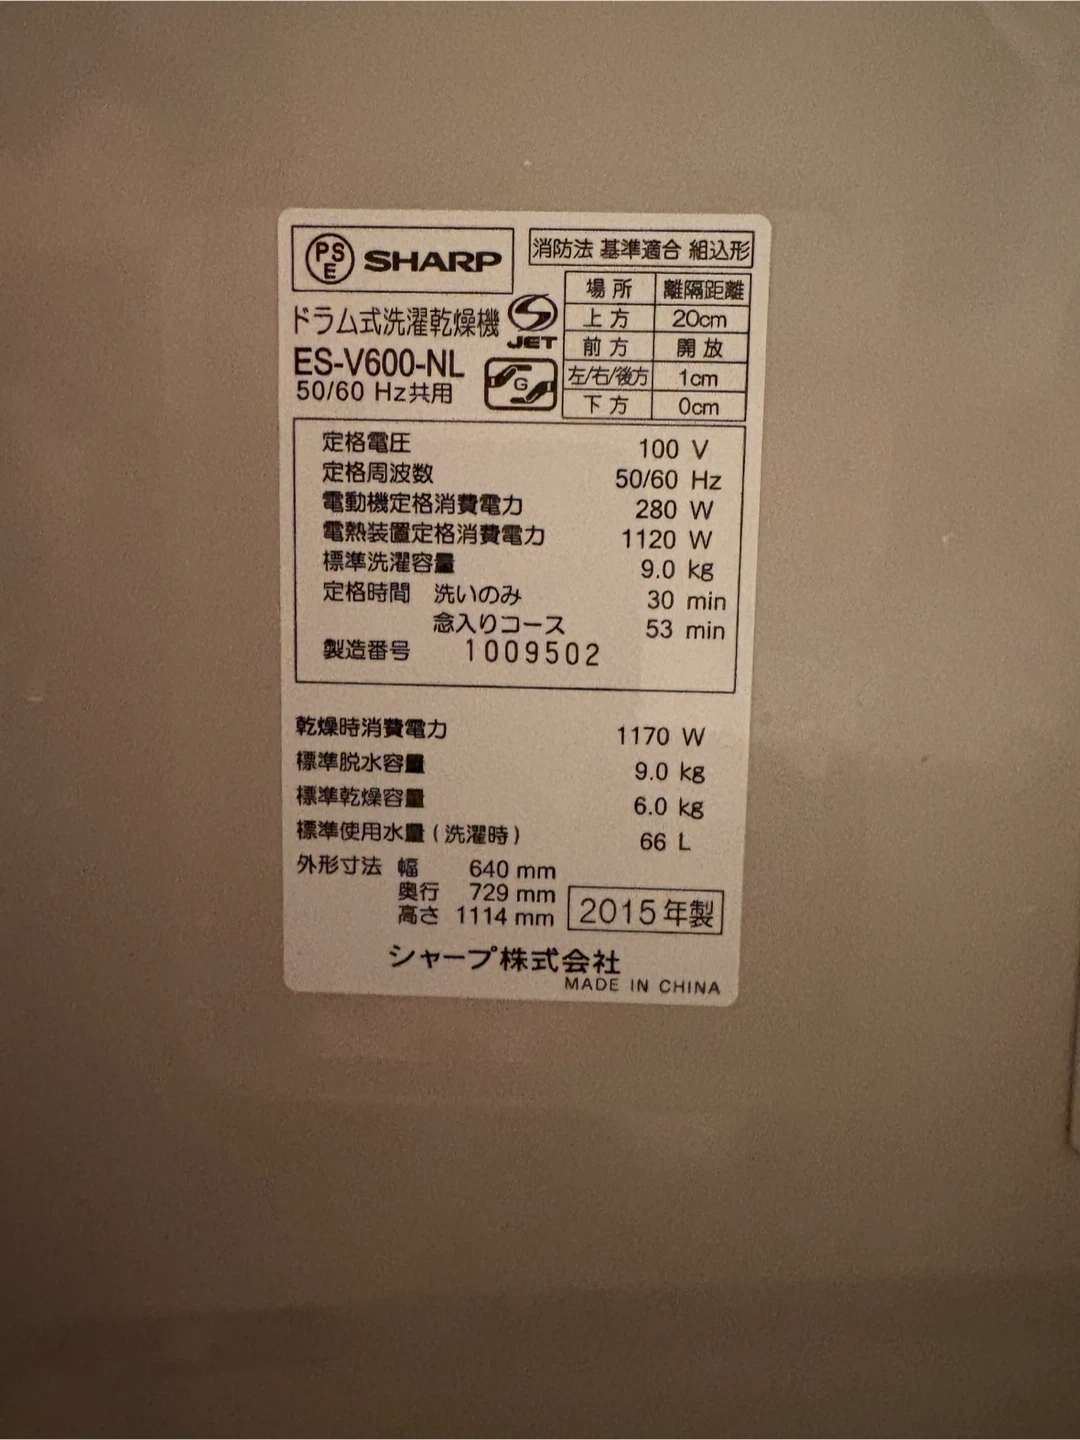 PSE SHARP
消防法 基準適合 組込形
ドラム式洗濯乾燥機
ES-V600-NL
50/60 Hz共用
S JET
G
場所 離隔距離
上方 20cm
前方 開放
左/右/後方 1cm
下方 0cm
定格電圧 100 V
定格周波数 50/60 Hz
電動機定格消費電力 280 W
電熱装置定格消費電力 1120 W
標準洗濯容量 9.0 kg
定格時間 洗いのみ 30 min
念入りコース 53 min
製造番号 1009502
乾燥時消費電力 1170 W
標準脱水容量 9.0 kg
標準乾燥容量 6.0 kg
標準使用水量(洗濯時) 66 L
外形寸法 幅 640 mm
奥行 729 mm
高さ 1114 mm
2015年製
シャープ株式会社
MADE IN CHINA